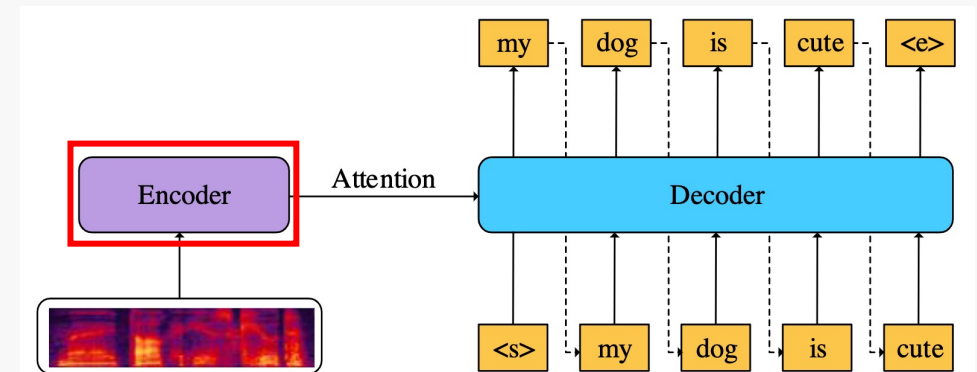 my dog is cute <e>
Encoder
Attention
Decoder
<s> my dog is cute